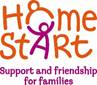 HOME
START
Support and friendship
for families